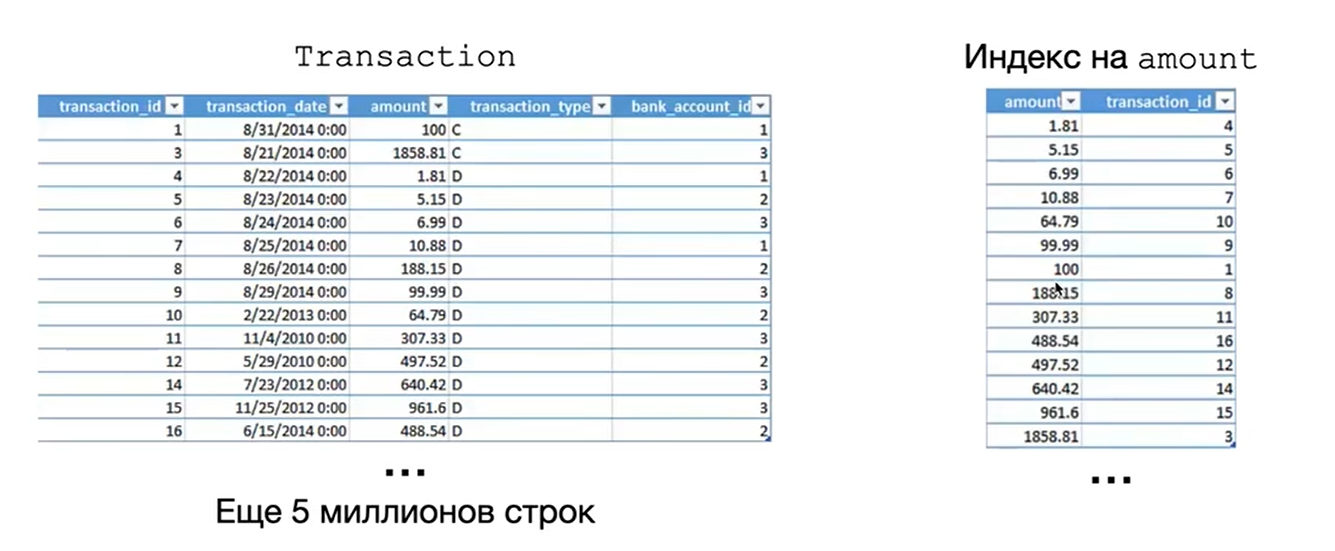 Transaction
transaction_id transaction_date amount transaction_type bank_account_id
1 8/31/2014 0:00 100 C 1
3 8/21/2014 0:00 1858.81 C 3
4 8/22/2014 0:00 1.81 D 1
5 8/23/2014 0:00 5.15 D 2
6 8/24/2014 0:00 6.99 D 3
7 8/25/2014 0:00 10.88 D 1
8 8/26/2014 0:00 188.15 D 2
9 8/29/2014 0:00 99.99 D 3
10 2/22/2013 0:00 64.79 D 2
11 11/4/2010 0:00 307.33 D 3
12 5/29/2010 0:00 497.52 D 2
14 7/23/2012 0:00 640.42 D 3
15 11/25/2012 0:00 961.6 D 3
16 6/15/2014 0:00 488.54 D 2
...
Еще 5 миллионов строк
Индекс на amount
amount transaction_id
1.81 4
5.15 5
6.99 6
10.88 7
64.79 10
99.99 9
100 1
188.15 8
307.33 11
488.54 16
497.52 12
640.42 14
961.6 15
1858.81 3
...